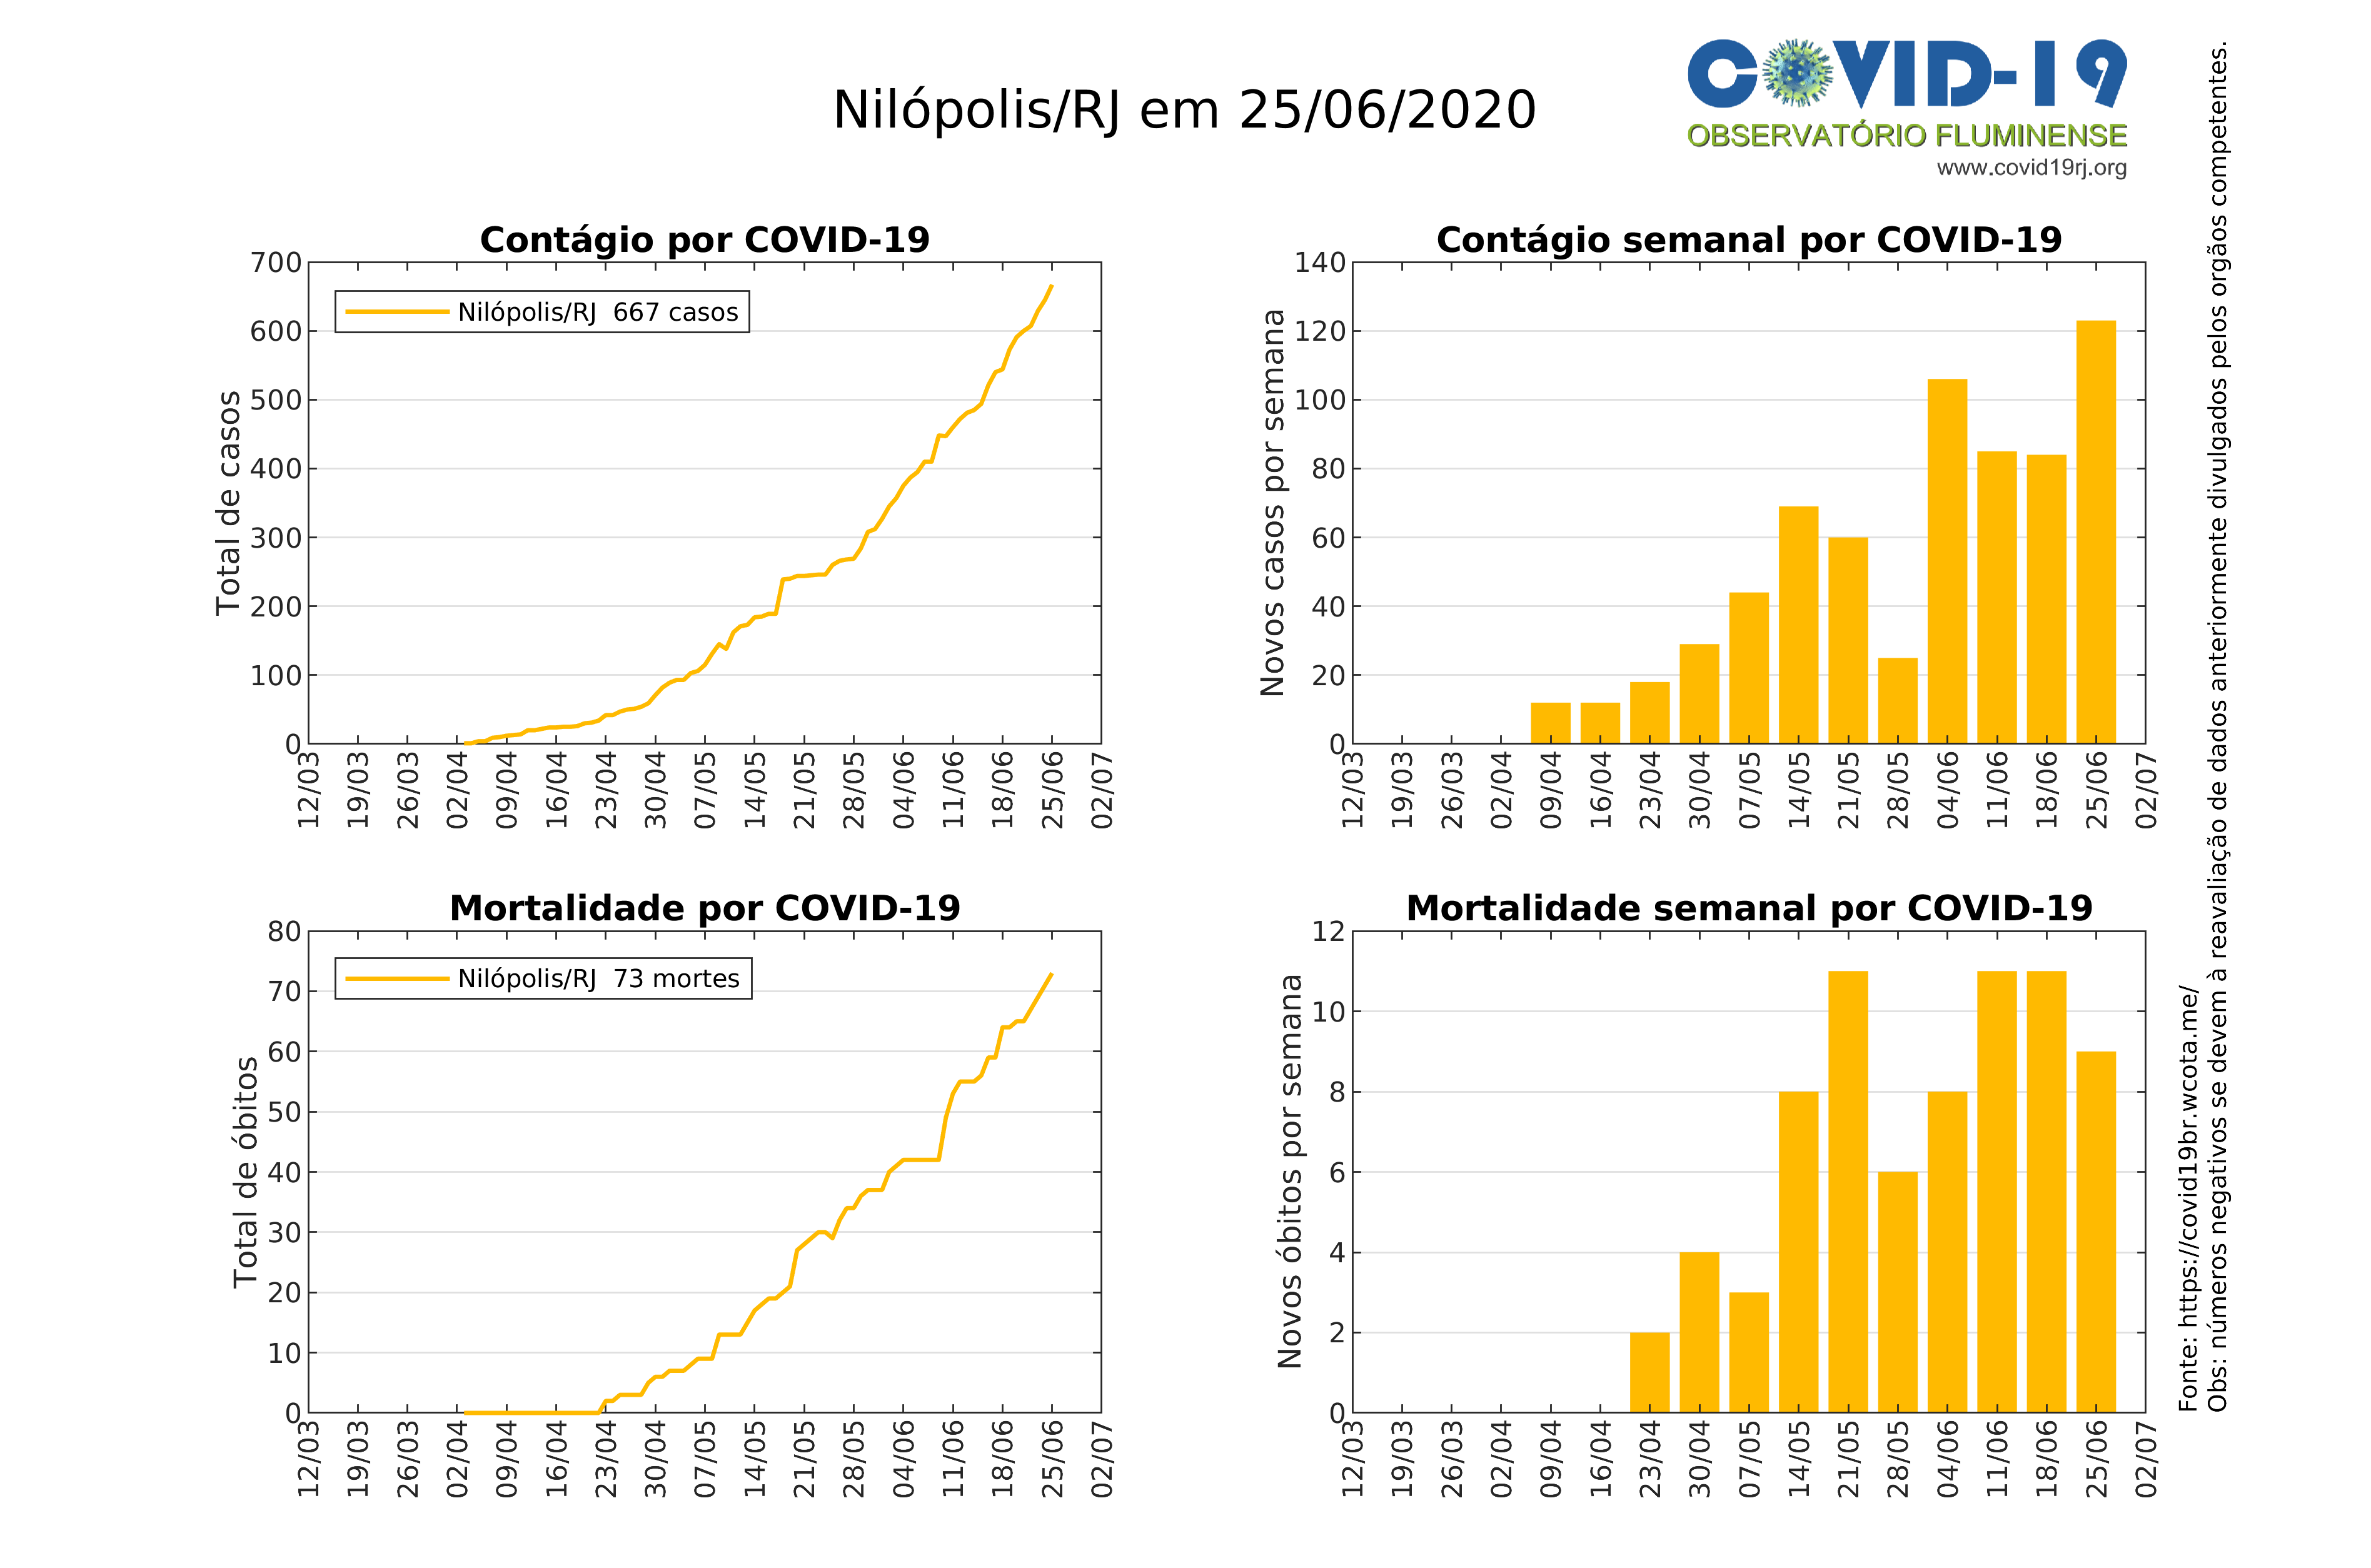 Nilópolis/RJ em 25/06/2020
COVID-19
OBSERVATÓRIO FLUMINENSE
www.covid19rj.org
Contágio por COVID-19
Total de casos
700
600
500
400
300
200
100
0
Nilópolis/RJ 667 casos
12/03 19/03 26/03 02/04 09/04 16/04 23/04 30/04 07/05 14/05 21/05 28/05 04/06 11/06 18/06 25/06 02/07
Contágio semanal por COVID-19
Novos casos por semana
140
120
100
80
60
40
20
0
12/03 19/03 26/03 02/04 09/04 16/04 23/04 30/04 07/05 14/05 21/05 28/05 04/06 11/06 18/06 25/06 02/07
Mortalidade por COVID-19
Total de óbitos
80
70
60
50
40
30
20
10
0
Nilópolis/RJ 73 mortes
12/03 19/03 26/03 02/04 09/04 16/04 23/04 30/04 07/05 14/05 21/05 28/05 04/06 11/06 18/06 25/06 02/07
Mortalidade semanal por COVID-19
Novos óbitos por semana
12
10
8
6
4
2
0
12/03 19/03 26/03 02/04 09/04 16/04 23/04 30/04 07/05 14/05 21/05 28/05 04/06 11/06 18/06 25/06 02/07
Fonte: https://covid19br.wcota.me/
Obs: números negativos se devem à reavaliação de dados anteriormente divulgados pelos orgãos competentes.